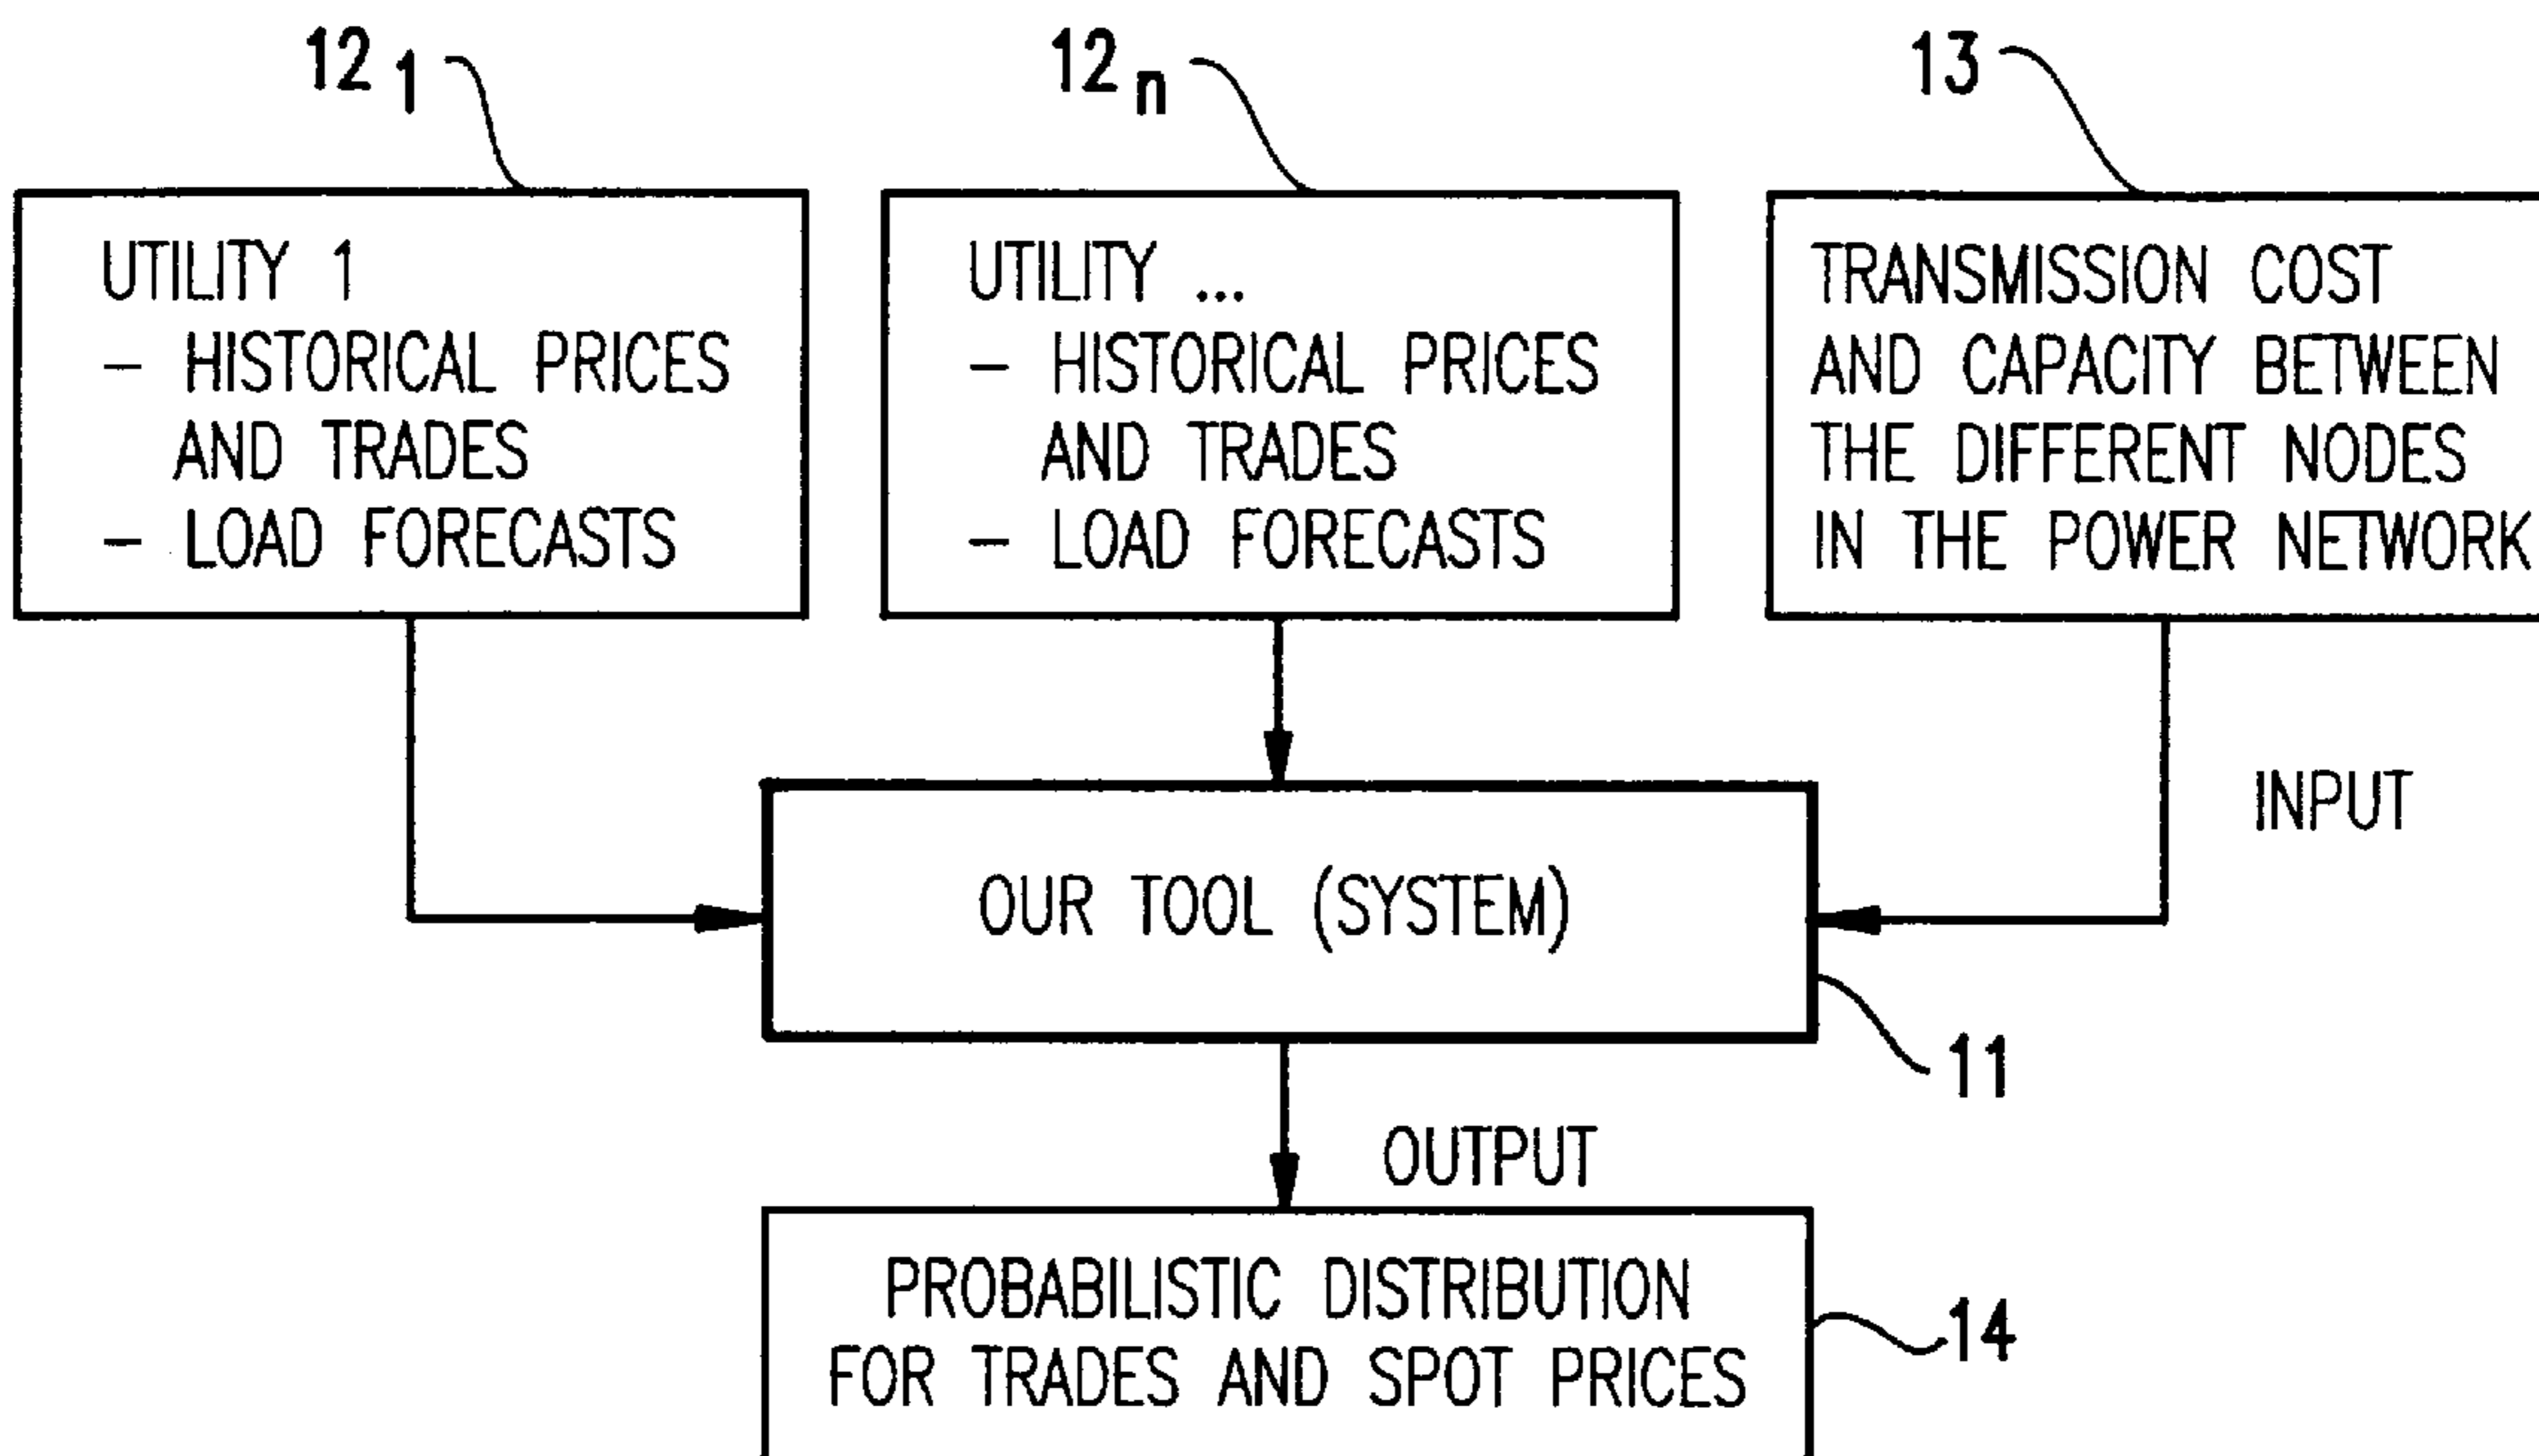 12 1
12 n
13
UTILITY 1
- HISTORICAL PRICES
AND TRADES
- LOAD FORECASTS
UTILITY ...
- HISTORICAL PRICES
AND TRADES
- LOAD FORECASTS
TRANSMISSION COST
AND CAPACITY BETWEEN
THE DIFFERENT NODES
IN THE POWER NETWORK
INPUT
OUR TOOL (SYSTEM)
11
OUTPUT
PROBABILISTIC DISTRIBUTION
FOR TRADES AND SPOT PRICES
14